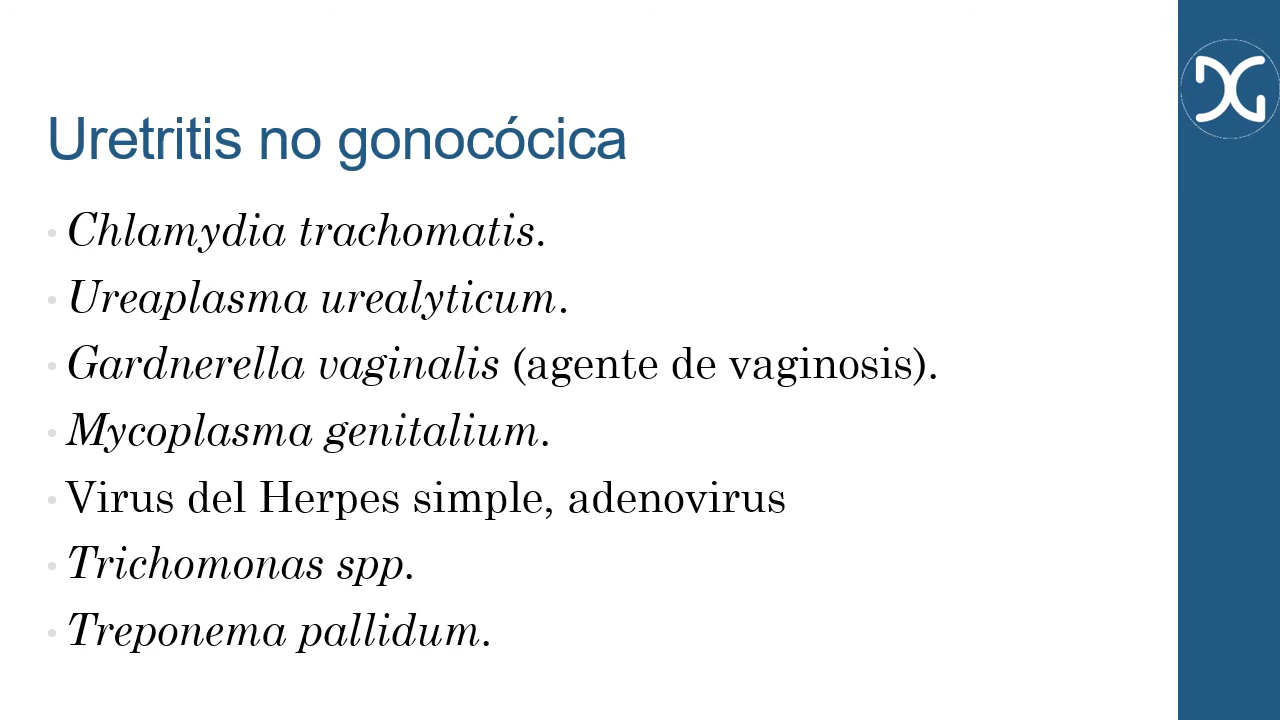 Uretritis no gonocócica
• Chlamydia trachomatis.
• Ureaplasma urealyticum.
• Gardnerella vaginalis (agente de vaginosis).
• Mycoplasma genitalium.
• Virus del Herpes simple, adenovirus
• Trichomonas spp.
• Treponema pallidum.